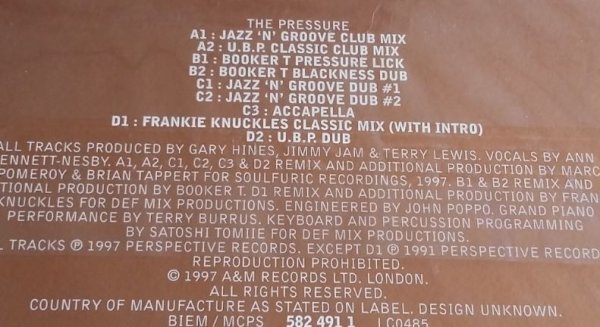 THE PRESSURE
A1 : JAZZ 'N' GROOVE CLUB MIX
A2 : U.B.P. CLASSIC CLUB MIX
B1 : BOOKER T PRESSURE LICK
B2 : BOOKER T BLACKNESS DUB
C1 : JAZZ 'N' GROOVE DUB #1
C2 : JAZZ 'N' GROOVE DUB #2
C3 : ACCAPELLA
D1 : FRANKIE KNUCKLES CLASSIC MIX (WITH INTRO)
D2 : U.B.P. DUB
ALL TRACKS PRODUCED BY GARY HINES, JIMMY JAM & TERRY LEWIS. VOCALS BY ANN
ENNETT-NESBY. A1, A2, C1, C2, C3 & D2 REMIX AND ADDITIONAL PRODUCTION BY MARC
POMEROY & BRIAN TAPPERT FOR SOULFURIC RECORDINGS, 1997. B1 & B2 REMIX AND
TIONAL PRODUCTION BY BOOKER T. D1 REMIX AND ADDITIONAL PRODUCTION BY FRAN
KNUCKLES FOR DEF MIX PRODUCTIONS. ENGINEERED BY JOHN POPPO. GRAND PIANO
PERFORMANCE BY TERRY BURRUS. KEYBOARD AND PERCUSSION PROGRAMMING
BY SATOSHI TOMIIE FOR DEF MIX PRODUCTIONS.
L TRACKS ℗ 1997 PERSPECTIVE RECORDS. EXCEPT D1 ℗ 1991 PERSPECTIVE RECORD
REPRODUCTION PROHIBITED.
© 1997 A&M RECORDS LTD. LONDON.
ALL RIGHTS RESERVED.
COUNTRY OF MANUFACTURE AS STATED ON LABEL. DESIGN UNKNOWN.
BIEM / MCPS 582 491 1 LC0485